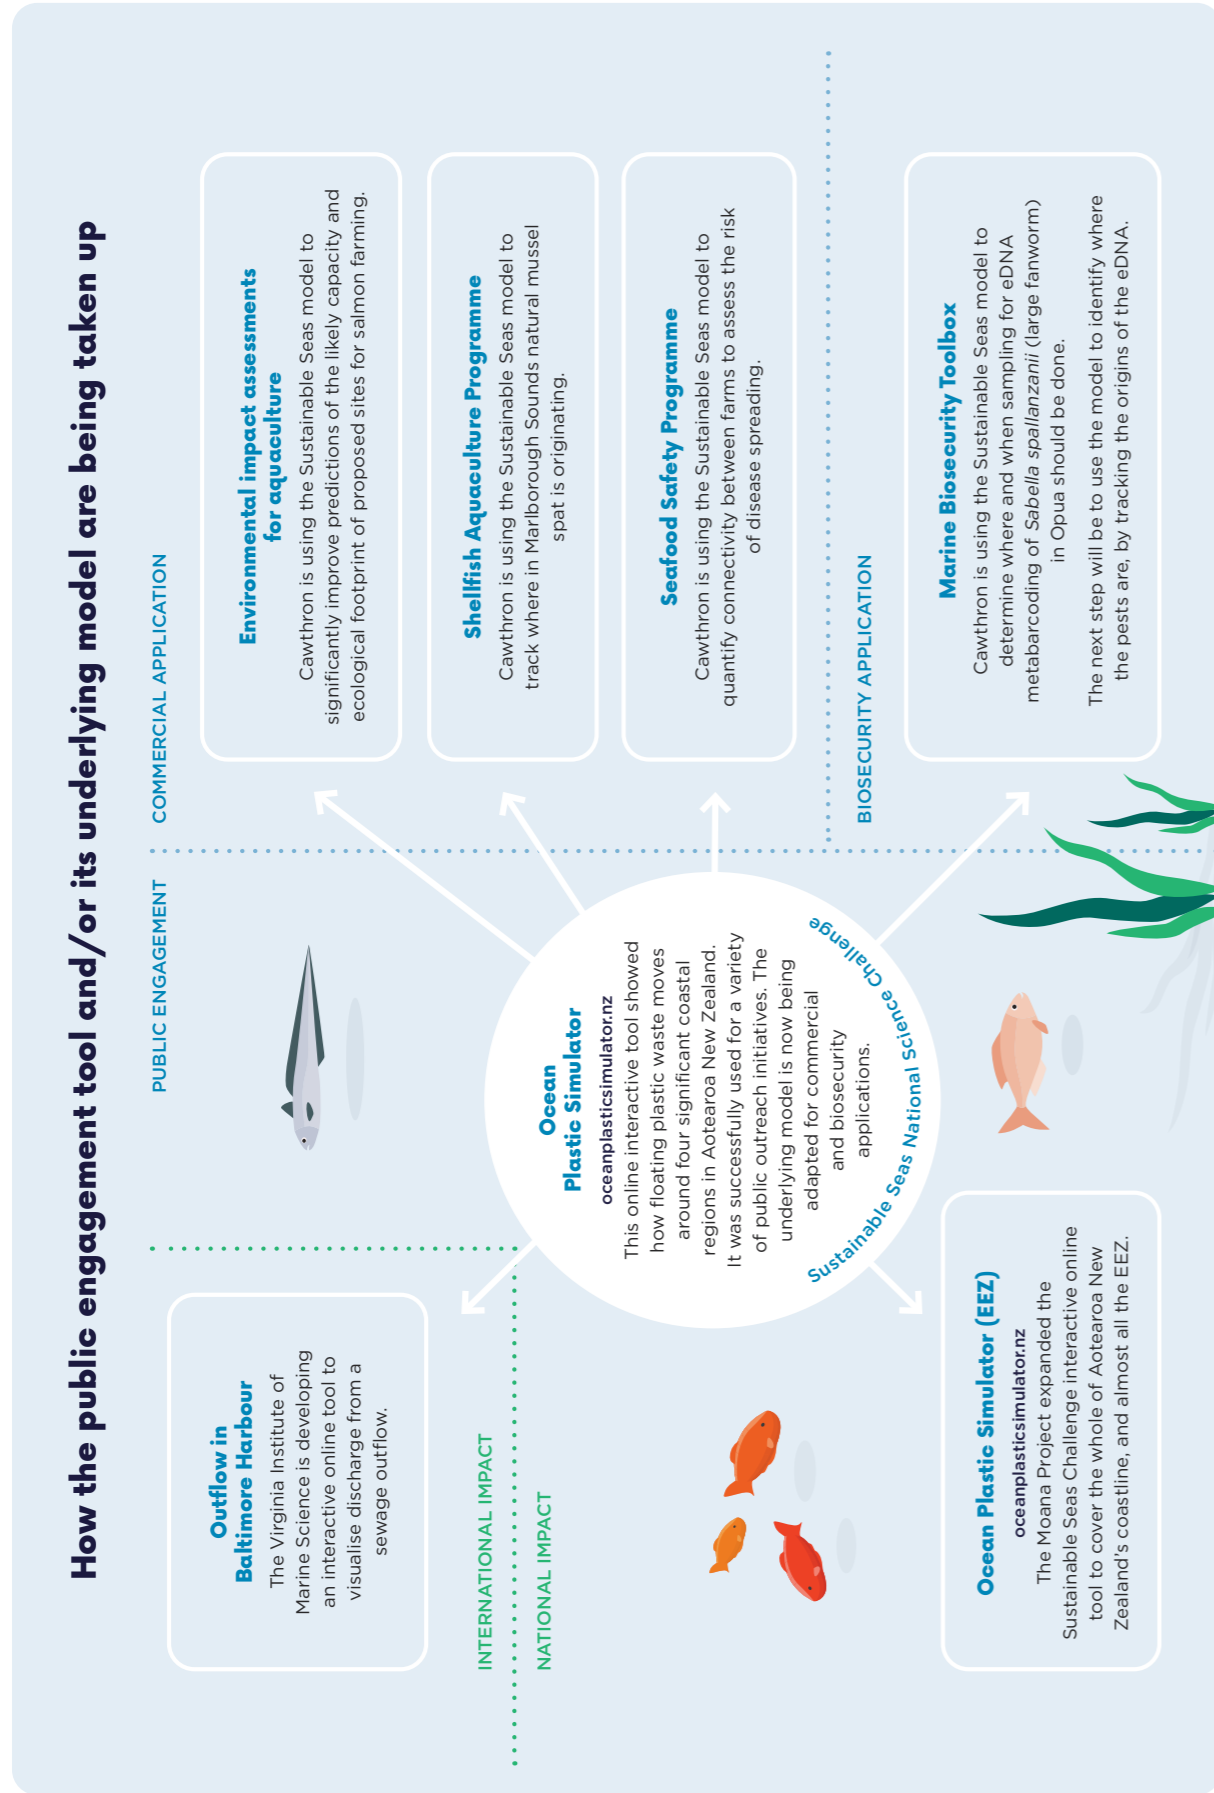 How the public engagement tool and/or its underlying model are being taken up
PUBLIC ENGAGEMENT
COMMERCIAL APPLICATION
Outflow in
Baltimore Harbour
The Virginia Institute of
Marine Science is developing
an interactive online tool to
visualise discharge from a
sewage outflow.
INTERNATIONAL IMPACT
NATIONAL IMPACT
Ocean
Plastic Simulator
oceanplasticsimulator.nz
This online interactive tool showed
how floating plastic waste moves
around four significant coastal
regions in Aotearoa New Zealand.
It was successfully used for a variety
of public outreach initiatives. The
underlying model is now being
adapted for commercial
and biosecurity
applications.
Sustainable Seas National Science Challenge
Ocean Plastic Simulator (EEZ)
oceanplasticsimulator.nz
The Moana Project expanded the
Sustainable Seas Challenge interactive online
tool to cover the whole of Aotearoa New
Zealand's coastline, and almost all the EEZ.
Environmental impact assessments
for aquaculture
Cawthron is using the Sustainable Seas model to
significantly improve predictions of the likely capacity and
ecological footprint of proposed sites for salmon farming.
Shellfish Aquaculture Programme
Cawthron is using the Sustainable Seas model to
track where in Marlborough Sounds natural mussel
spat is originating.
Seafood Safety Programme
Cawthron is using the Sustainable Seas model to
quantify connectivity between farms to assess the risk
of disease spreading.
BIOSECURITY APPLICATION
Marine Biosecurity Toolbox
Cawthron is using the Sustainable Seas model to
determine where and when sampling for eDNA
metabarcoding of Sabella spallanzanii (large fanworm)
in Opua should be done.
The next step will be to use the model to identify where
the pests are, by tracking the origins of the eDNA.